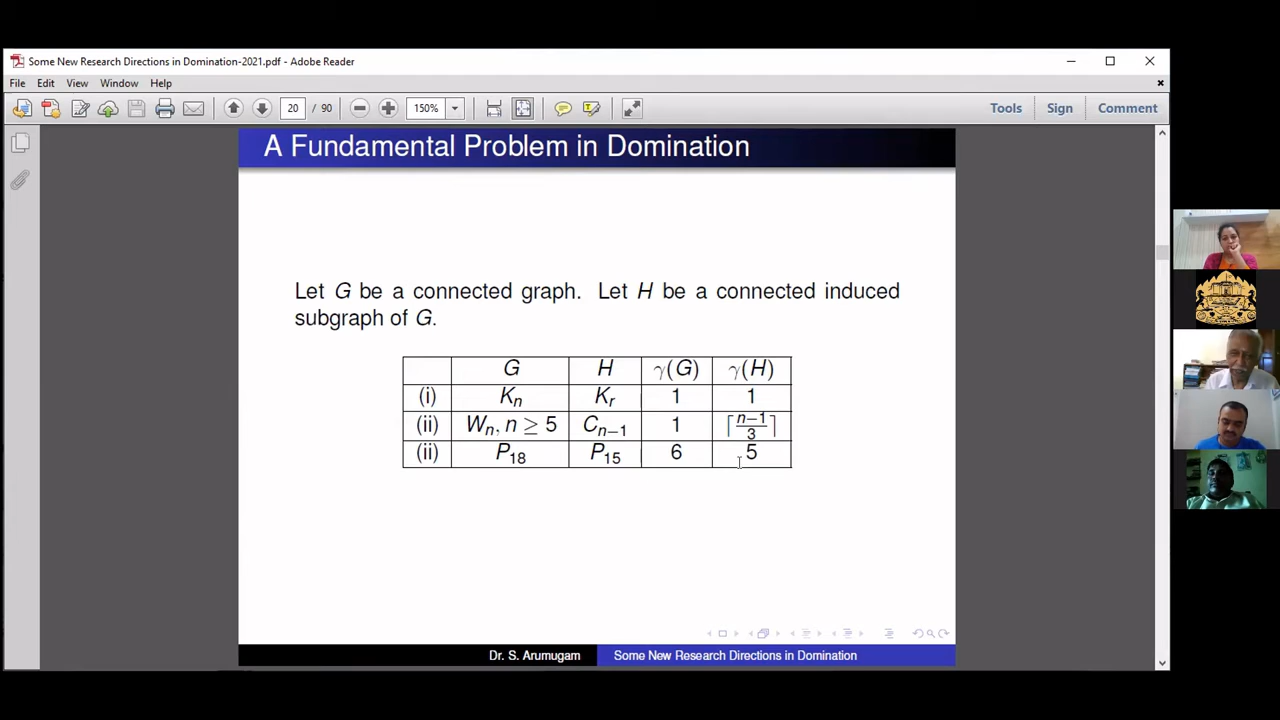 Some New Research Directions in Domination-2021.pdf - Adobe Reader
File Edit View Window Help
20 / 90 150% Tools Sign Comment
A Fundamental Problem in Domination
Let G be a connected graph. Let H be a connected induced
subgraph of G.
G H γ(G) γ(H)
(i) Kₙ Kᵣ 1 1
(ii) Wₙ, n ≥ 5 Cₙ₋₁ 1 ⌈(n−1)/3⌉
(ii) P₁₈ P₁₅ 6 5
Dr. S. Arumugam Some New Research Directions in Domination